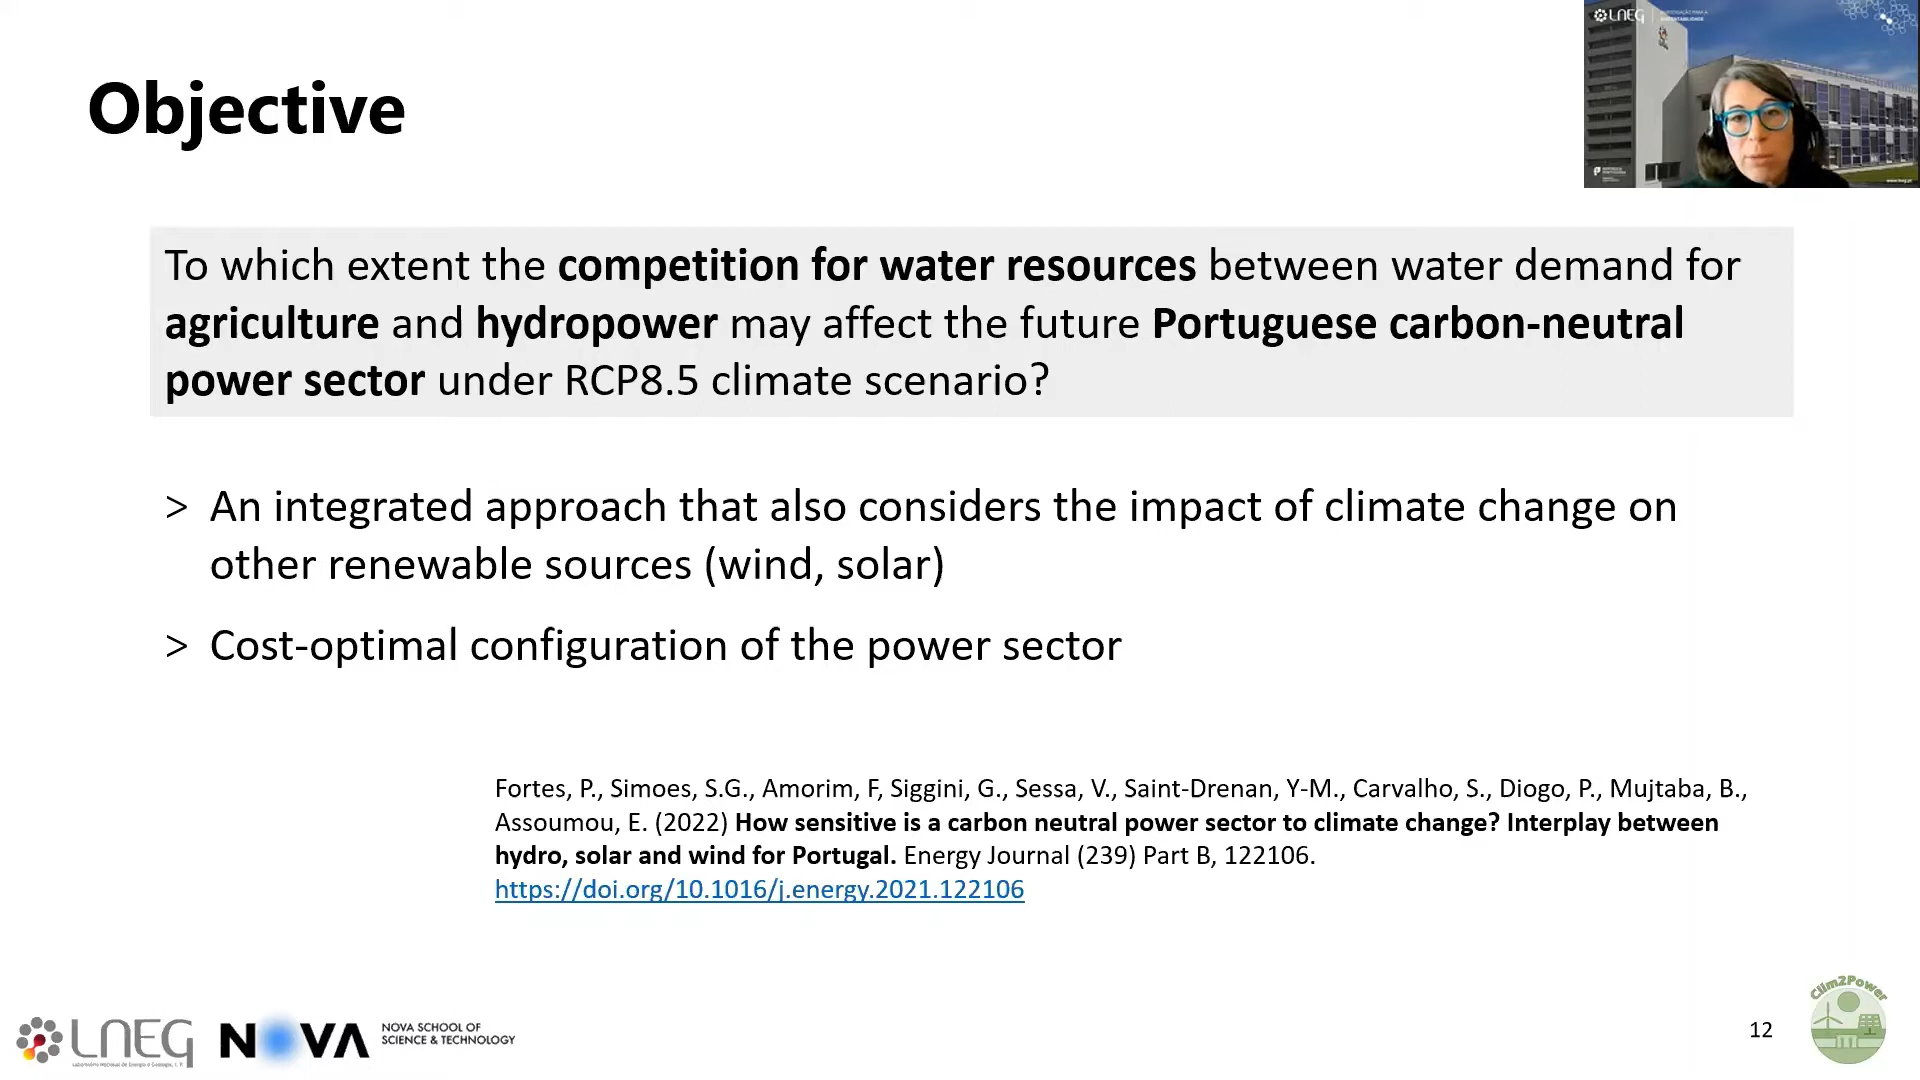 LNEG
Objective
To which extent the competition for water resources between water demand for
agriculture and hydropower may affect the future Portuguese carbon-neutral
power sector under RCP8.5 climate scenario?
> An integrated approach that also considers the impact of climate change on
other renewable sources (wind, solar)
> Cost-optimal configuration of the power sector
Fortes, P., Simoes, S.G., Amorim, F, Siggini, G., Sessa, V., Saint-Drenan, Y-M., Carvalho, S., Diogo, P., Mujtaba, B.,
Assoumou, E. (2022) How sensitive is a carbon neutral power sector to climate change? Interplay between
hydro, solar and wind for Portugal. Energy Journal (239) Part B, 122106.
https://doi.org/10.1016/j.energy.2021.122106
LNEG
NOVA
NOVA SCHOOL OF
SCIENCE & TECHNOLOGY
12
Clim2Power